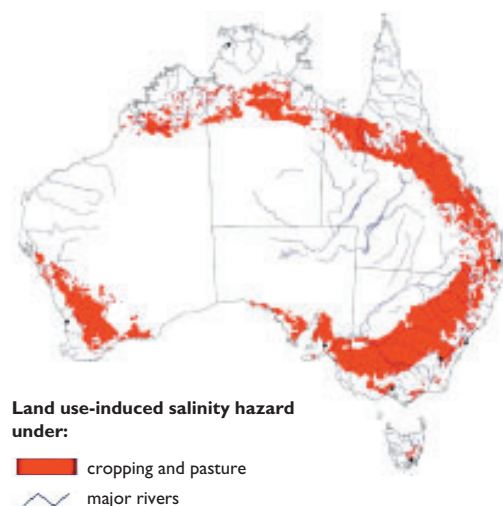 Land use-induced salinity hazard
under:
cropping and pasture
major rivers